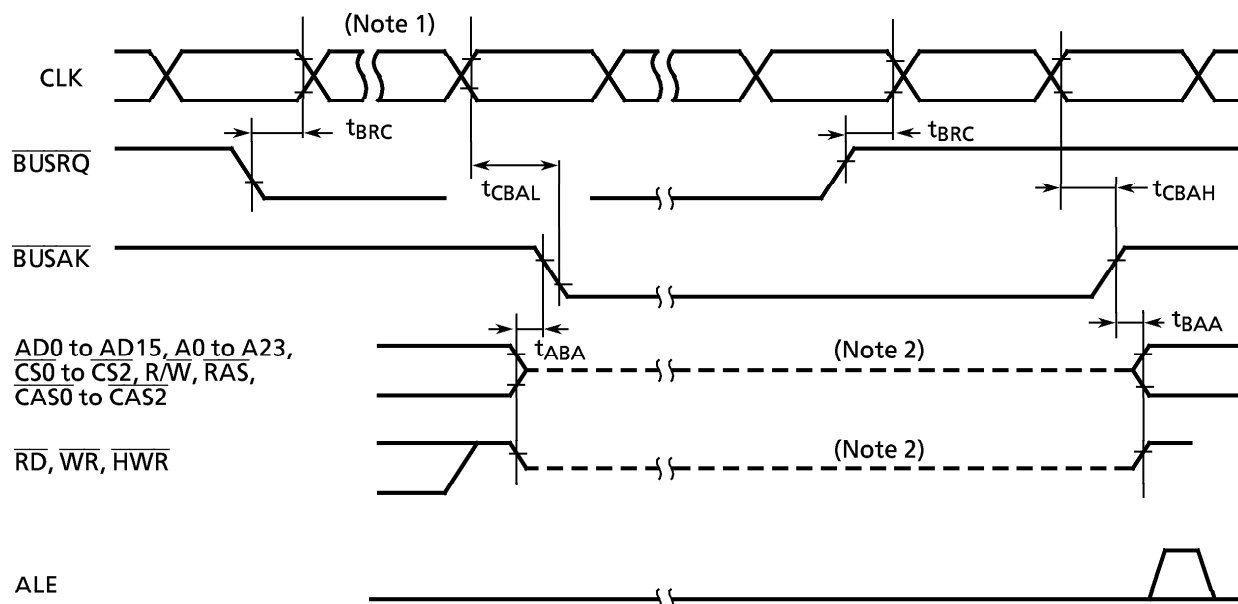 (Note 1)
CLK
tBRC
tBRC
BUSRQ
tCBAL
tCBAH
BUSAK
tBAA
tABA
AD0 to AD15, A0 to A23,
CS0 to CS2, R/W, RAS,
CAS0 to CAS2
(Note 2)
RD, WR, HWR
(Note 2)
ALE